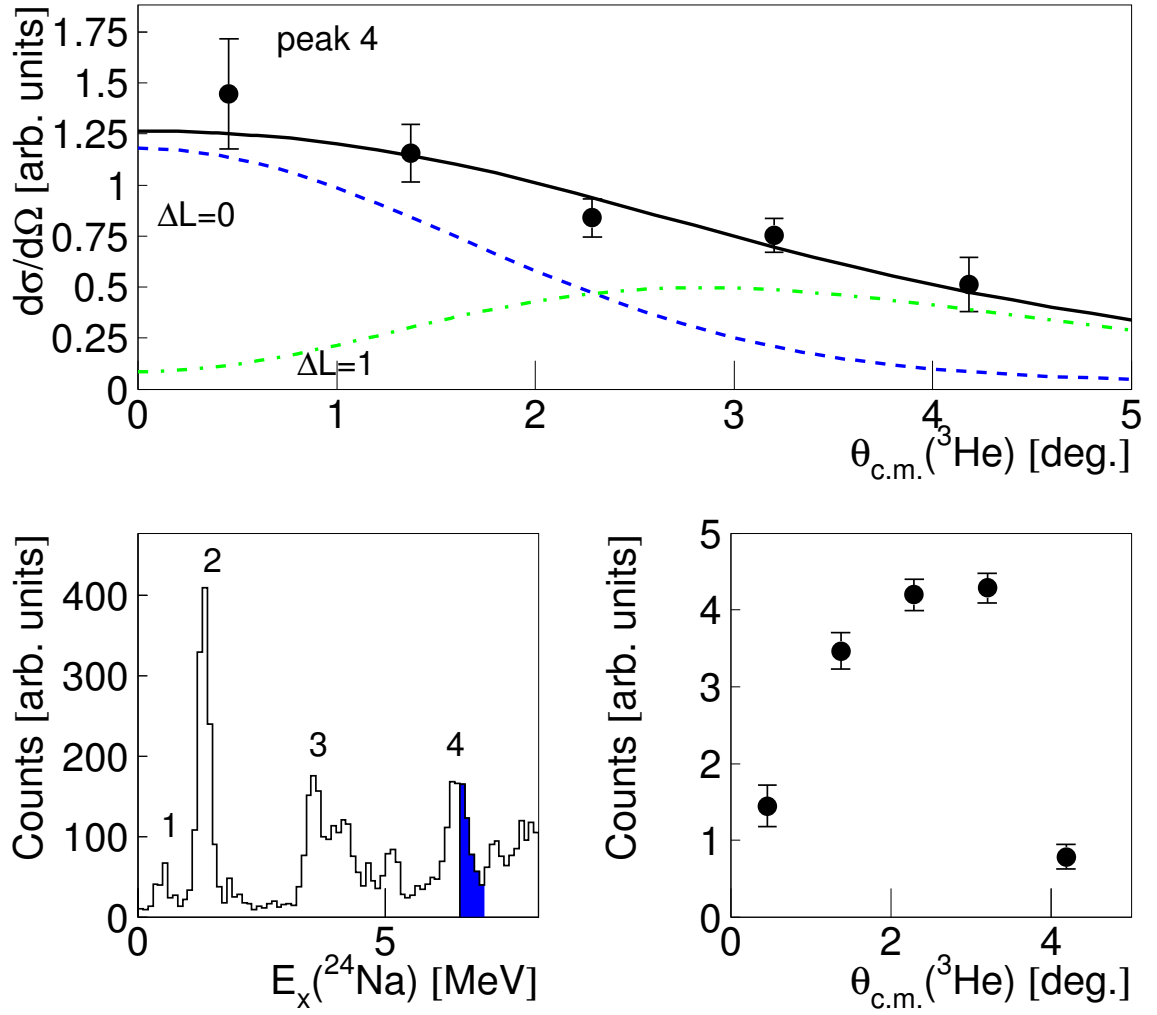 dσ/dΩ [arb. units]
1.75
1.5
1.25
1
0.75
0.5
0.25
0
peak 4
ΔL=0
ΔL=1
0 1 2 3 4 5
θc.m.(³He) [deg.]
Counts [arb. units]
400
300
200
100
0
1
2
3
4
0 5
Ex(²⁴Na) [MeV]
Counts [arb. units]
5
4
3
2
1
0
0 2 4
θc.m.(³He) [deg.]